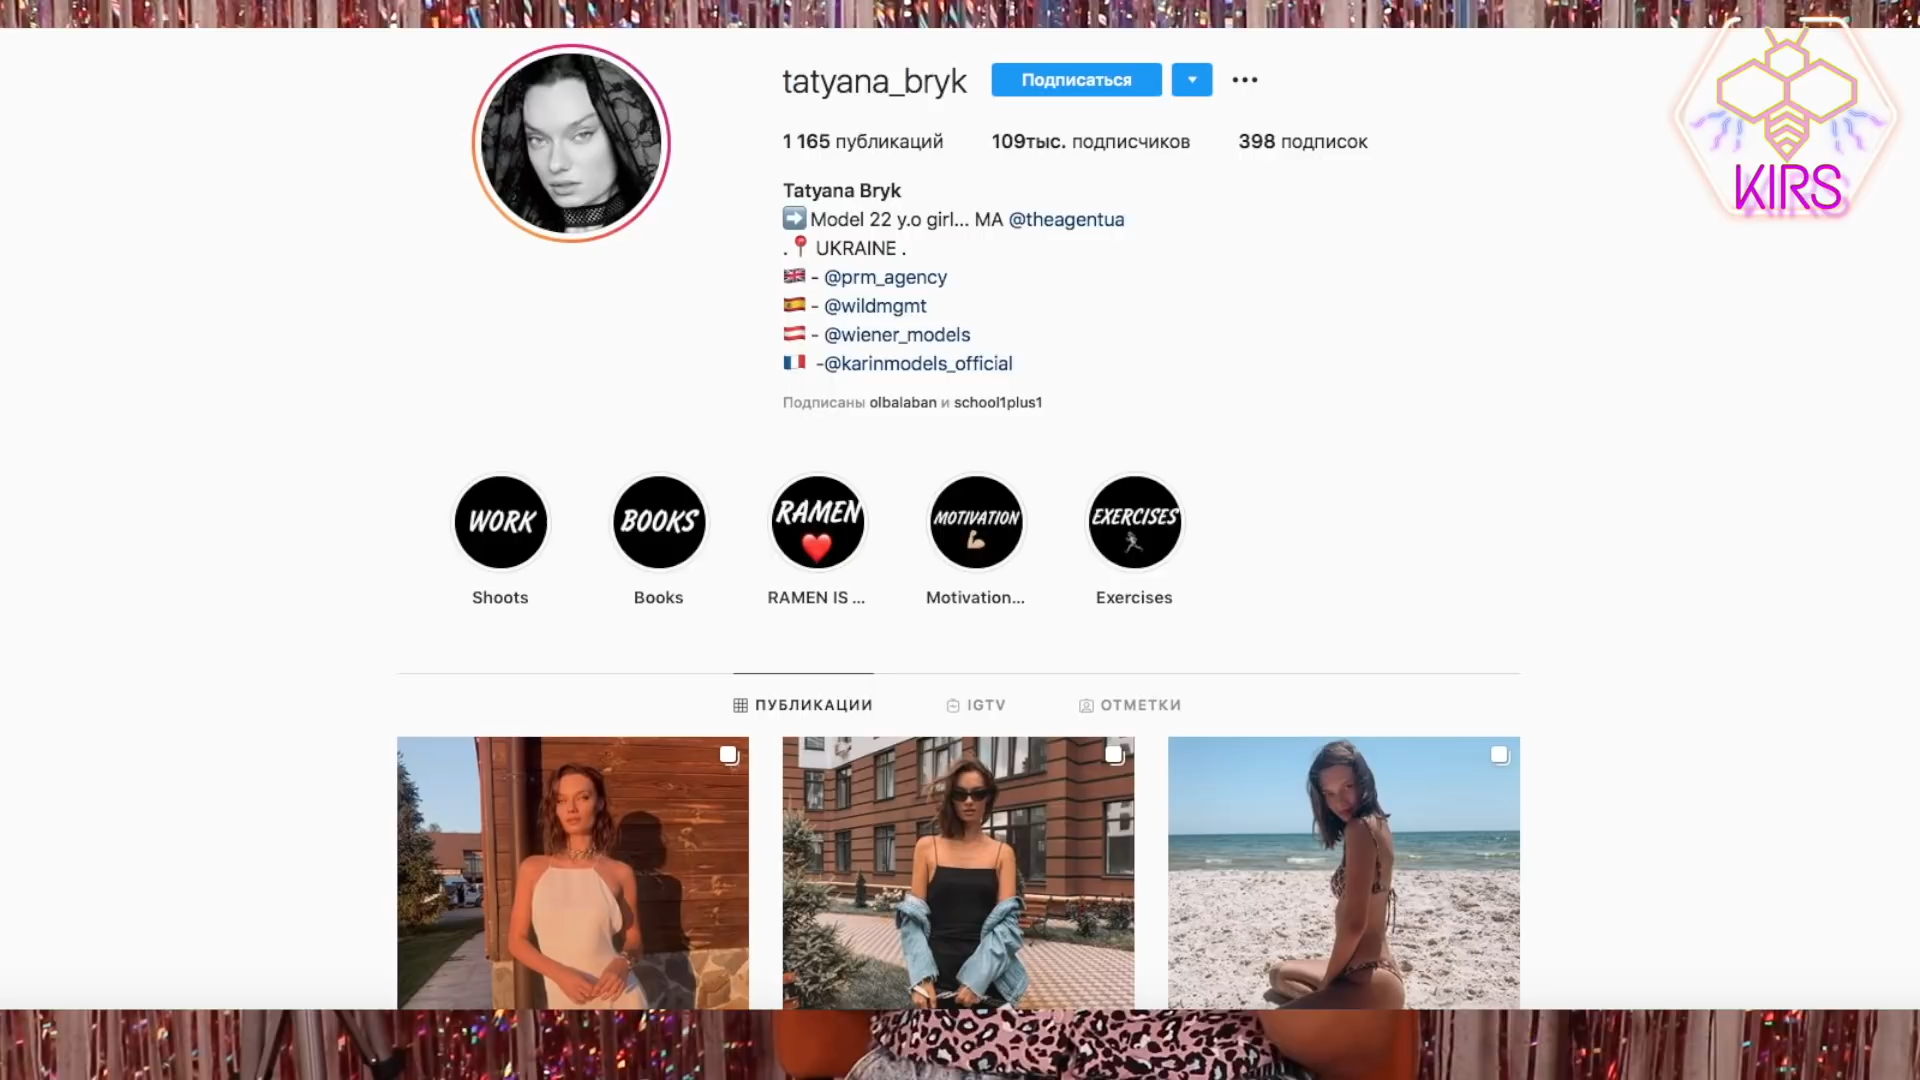 tatyana_bryk
Подписаться
1 165 публикаций
109тыс. подписчиков
398 подписок
Tatyana Bryk
Model 22 y.o girl... MA @theagentua
. UKRAINE .
- @prm_agency
- @wildmgmt
- @wiener_models
-@karinmodels_official
Подписаны olbalaban и school1plus1
KIRS
WORK
BOOKS
RAMEN
MOTIVATION
EXERCISES
Shoots
Books
RAMEN IS ...
Motivation...
Exercises
ПУБЛИКАЦИИ
IGTV
ОТМЕТКИ